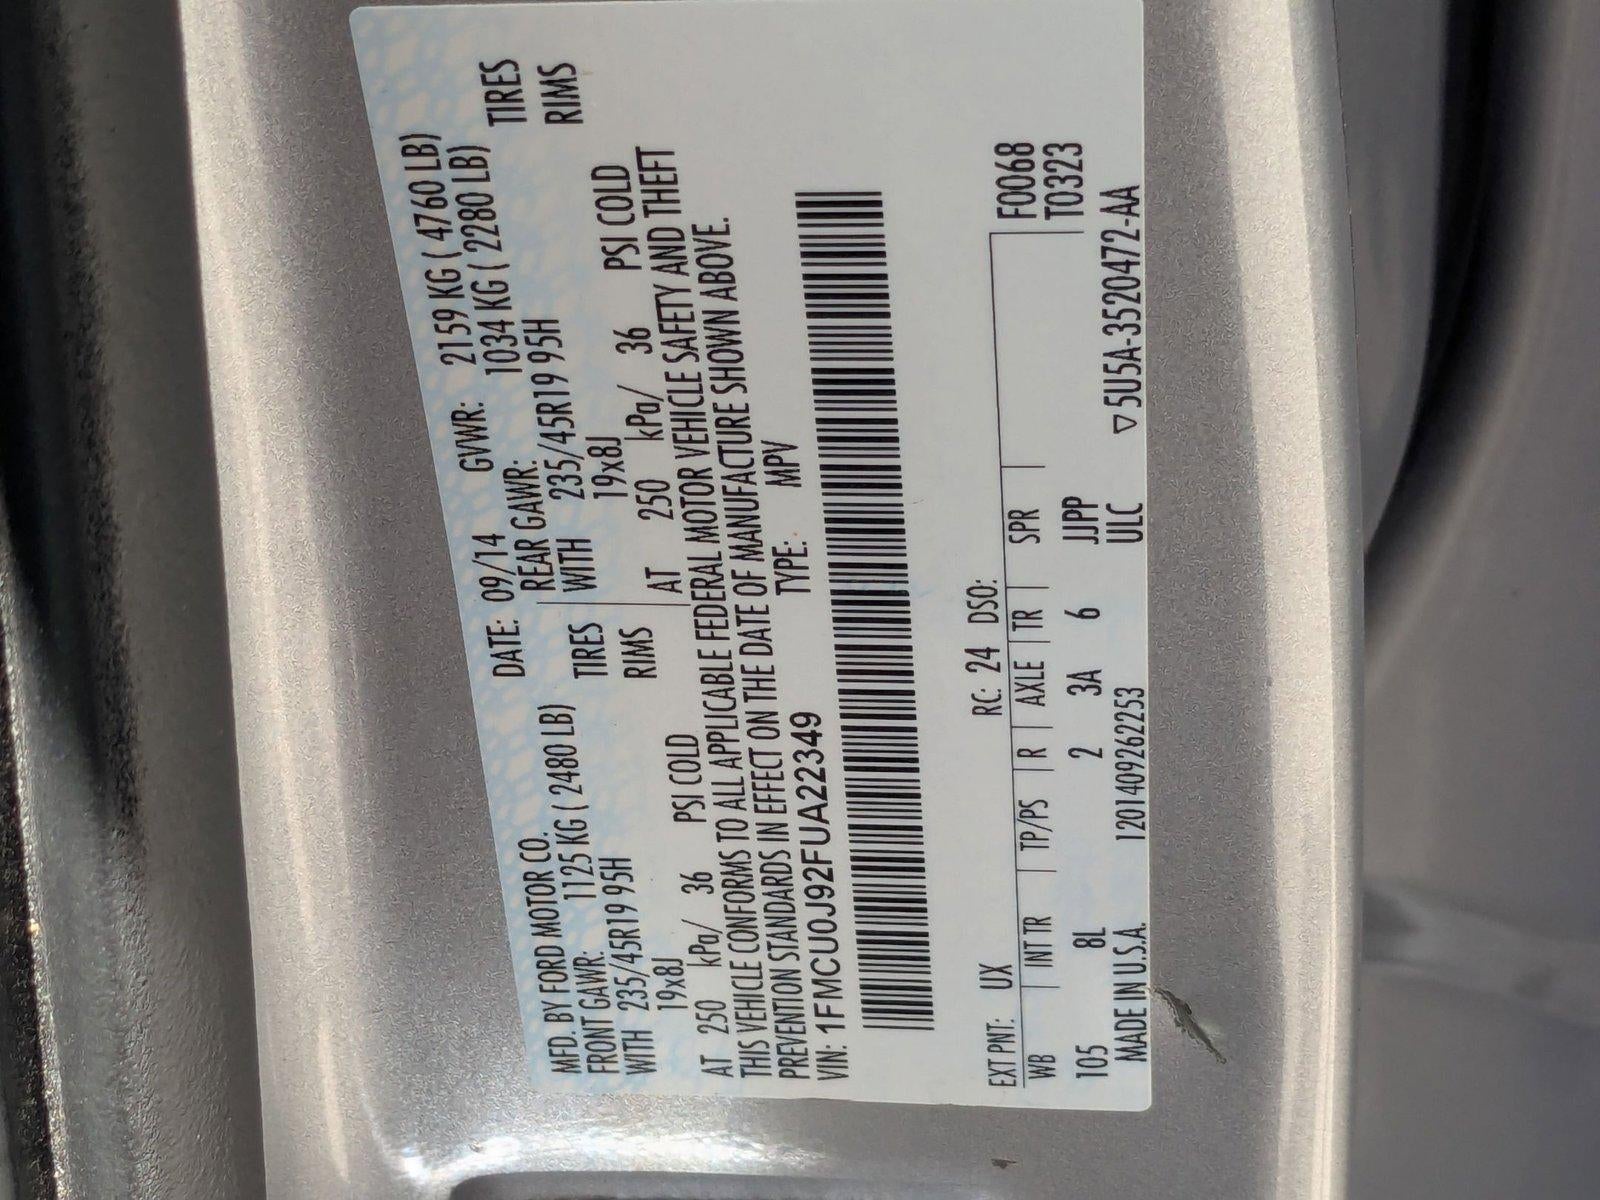 MFD. BY FORD MOTOR CO. DATE: 09/14 GVWR: 2159 KG ( 4760 LB)
FRONT GAWR: 1125 KG ( 2480 LB) REAR GAWR: 1034 KG ( 2280 LB)
WITH 235/45R19 95H TIRES WITH 235/45R19 95H TIRES
19x8J RIMS 19x8J RIMS
AT 250 kPa/ 36 PSI COLD AT 250 kPa/ 36 PSI COLD
THIS VEHICLE CONFORMS TO ALL APPLICABLE FEDERAL MOTOR VEHICLE SAFETY AND THEFT
PREVENTION STANDARDS IN EFFECT ON THE DATE OF MANUFACTURE SHOWN ABOVE.
VIN: 1FMCU0J92FUA22349 TYPE: MPV
EXT PNT: UX RC: 24 DSO: F0068
WB INT TR TP/PS R AXLE TR SPR T0323
105 8L 2 3A 6 JJPP
MADE IN U.S.A. 1201409262253 ULC ▽5U5A-3520472-AA